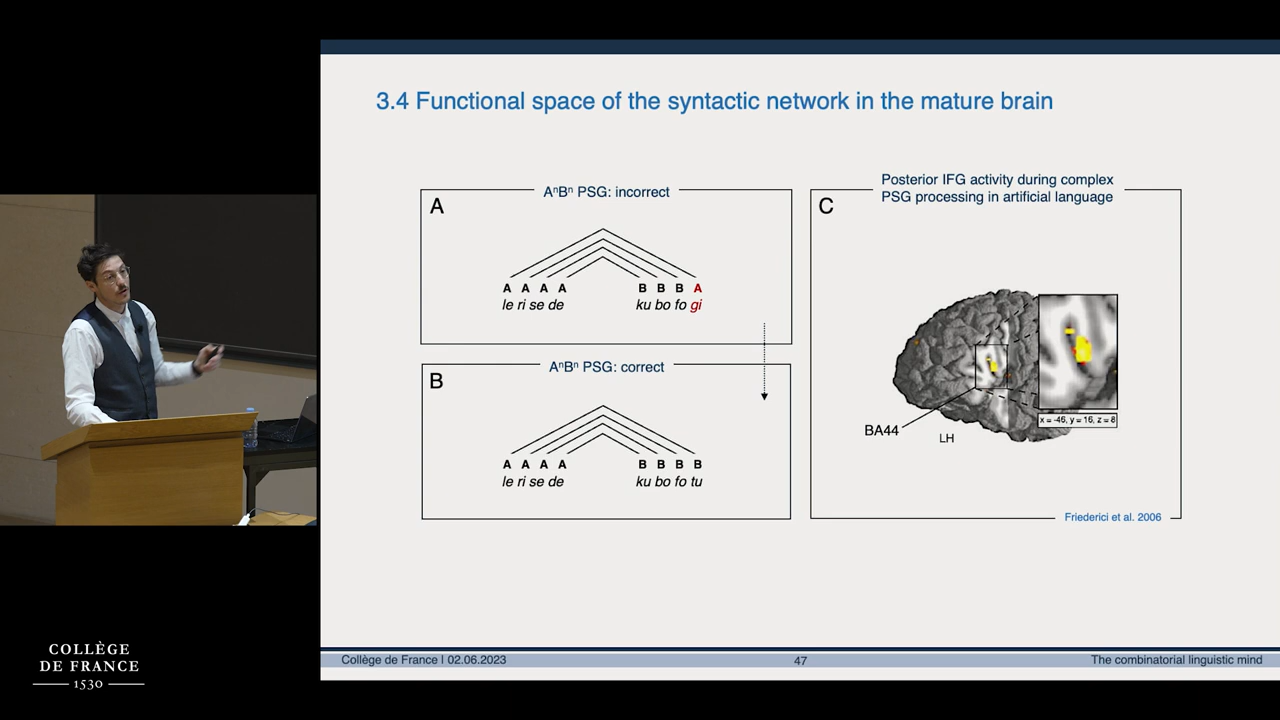 3.4 Functional space of the syntactic network in the mature brain
AⁿBⁿ PSG: incorrect
A
A A A A B B B A
le ri se de ku bo fo gi
AⁿBⁿ PSG: correct
B
A A A A B B B B
le ri se de ku bo fo tu
Posterior IFG activity during complex
PSG processing in artificial language
C
x = -46, y = 16, z = 8
BA44
LH
Friederici et al. 2006
Collège de France I 02.06.2023
47
The combinatorial linguistic mind
COLLÈGE
DE FRANCE
1530